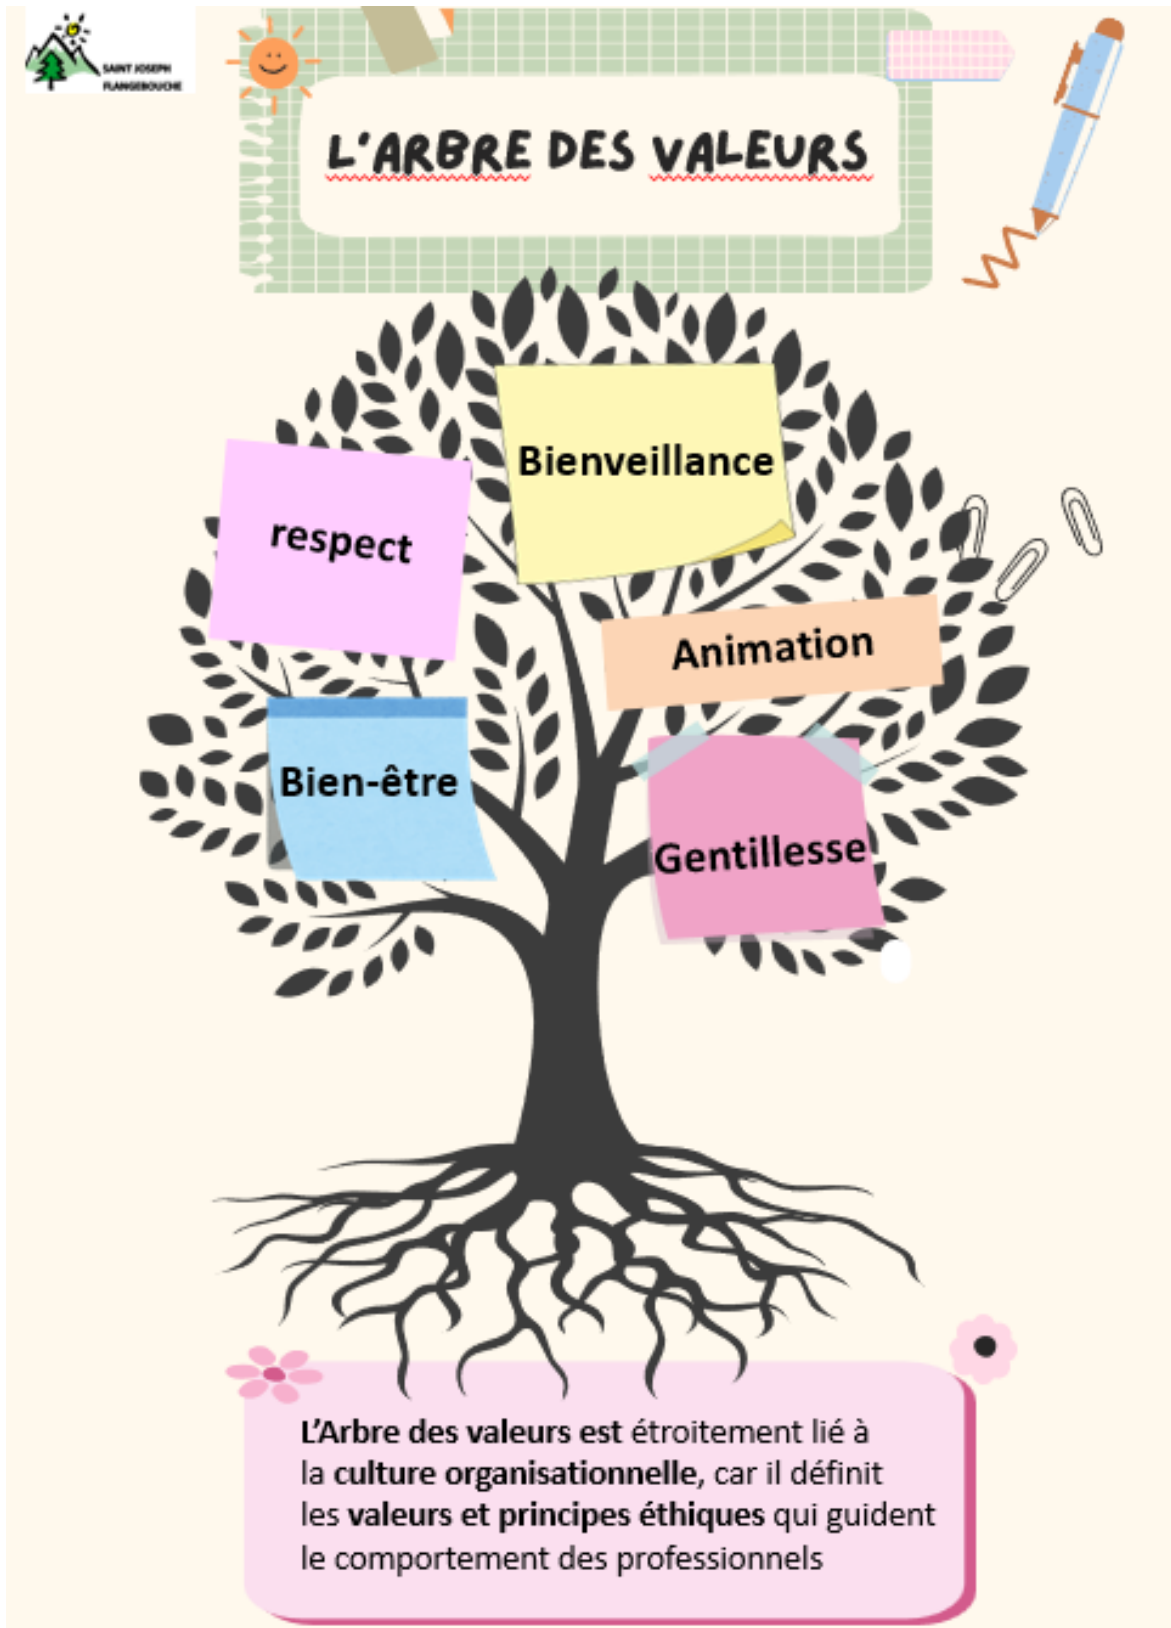 SAINT JOSEPH
FLANGEBOUCHE
L'ARBRE DES VALEURS
Bienveillance
respect
Animation
Bien-être
Gentillesse
L'Arbre des valeurs est étroitement lié à
la culture organisationnelle, car il définit
les valeurs et principes éthiques qui guident
le comportement des professionnels